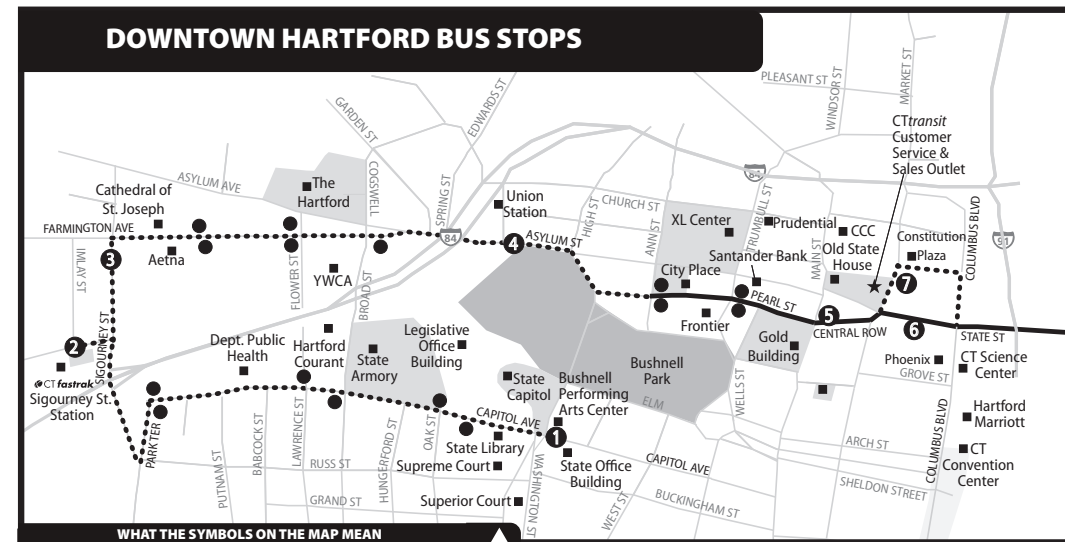 DOWNTOWN HARTFORD BUS STOPS
PLEASANT ST
WINDSOR ST
MARKET ST
EDWARDS ST
GARDEN ST
COGSWELL
SPRING ST
ASYLUM AVE
The
Hartford
Cathedral of
St. Joseph
FARMINGTON AVE
Aetna
IMLAY ST
3
FLOWER ST
YWCA
BROAD ST
84
Union
Station
4
ASYLUM ST
HIGH ST
CHURCH ST
ANN ST
XL Center
84
TRUMBULL ST
Prudential
CCC
MAIN ST
Old State
House
CTtransit
Customer
Service &
Sales Outlet
Constitution
Plaza
COLUMBUS BLVD
91
City Place
Santander Bank
PEARL ST
Frontier
5
CENTRAL ROW
7
6
STATE ST
2
CTfastrak
Sigourney St.
Station
SIGOURNEY ST
Dept. Public
Health
Hartford
Courant
State
Armory
Legislative
Office
Building
State
Capitol
Bushnell
Performing
Arts Center
Bushnell
Park
ELM
WELLS ST
Gold
Building
Phoenix
GROVE ST
CT Science
Center
Hartford
Marriott
CT
Convention
Center
COLUMBUS BLVD
ARCH ST
SHELDON STREET
PARKTER
PUTNAM ST
BABCOCK ST
LAWRENCE ST
RUSS ST
GRAND ST
HUNGERFORD ST
OAK ST
CAPITOL AVE
1
State Library
Supreme Court
Superior Court
State Office
Building
WASHINGTON ST
CAPITOL AVE
WEST ST
BUCKINGHAM ST
WHAT THE SYMBOLS ON THE MAP MEAN